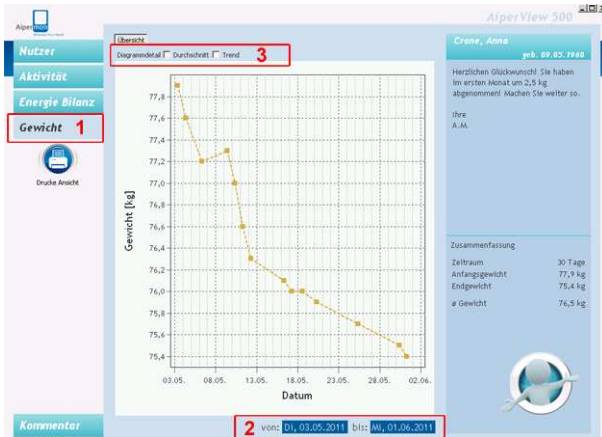 Aipermon
AiperView 500
Nutzer
Aktivität
Energie Bilanz
Gewicht 1
Drucke Ansicht
Kommentar
Übersicht
Diagrammdetail Durchschnitt Trend 3
Gewicht [kg]
77,8
77,6
77,4
77,2
77,0
76,8
76,6
76,4
76,2
76,0
75,8
75,6
75,4
03.05. 08.05. 13.05. 18.05. 23.05. 28.05. 02.06.
Datum
2 von: Di, 03.05.2011 bis: Mi, 01.06.2011
Crone, Anna
geb. 09.05.1960
Herzlichen Glückwunsch! Sie haben
im ersten Monat um 2,5 kg
abgenommen! Machen Sie weiter so.
Ihre
A.M.
Zusammenfassung
Zeitraum 30 Tage
Anfangsgewicht 77,9 kg
Endgewicht 75,4 kg
ø Gewicht 76,5 kg